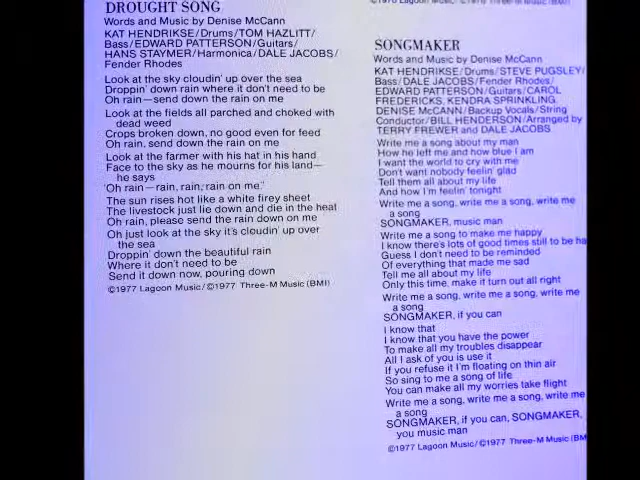 DROUGHT SONG
Words and Music by Denise McCann
KAT HENDRIKSE/Drums/TOM HAZLITT/
Bass/EDWARD PATTERSON/Guitars/
HANS STAYMER/Harmonica/DALE JACOBS/
Fender Rhodes
Look at the sky cloudin' up over the sea
Droppin' down rain where it don't need to be
Oh rain—send down the rain on me
Look at the fields all parched and choked with
dead weed
Crops broken down, no good even for feed
Oh rain, send down the rain on me
Look at the farmer with his hat in his hand
Face to the sky as he mourns for his land—
he says
'Oh rain—rain, rain, rain on me.'
The sun rises hot like a white firey sheet
The livestock just lie down and die in the heat
Oh rain, please send the rain down on me
Oh just look at the sky it's cloudin' up over
the sea
Droppin' down the beautiful rain
Where it don't need to be
Send it down now, pouring down
©1977 Lagoon Music/©1977 Three-M Music (BMI)
SONGMAKER
Words and Music by Denise McCann
KAT HENDRIKSE/Drums/STEVE PUGSLEY/
Bass/DALE JACOBS/Fender Rhodes/
EDWARD PATTERSON/Guitars/CAROL
FREDERICKS, KENDRA SPRINKLING,
DENISE McCANN/Backup Vocals/String
Conductor/BILL HENDERSON/Arranged by
TERRY FREWER and DALE JACOBS
Write me a song about my man
How he left me and how blue I am
I want the world to cry with me
Don't want nobody feelin' glad
Tell them all about my life
And how I'm feelin' tonight
Write me a song, write me a song, write me
a song
SONGMAKER, music man
Write me a song to make me happy
I know there's lots of good times still to be ha
Guess I don't need to be reminded
Of everything that made me sad
Tell me all about my life
Only this time, make it turn out all right
Write me a song, write me a song, write me
a song
SONGMAKER, if you can
I know that
I know that you have the power
To make all my troubles disappear
All I ask of you is use it
If you refuse it I'm floating on thin air
So sing to me a song of life
You can make all my worries take flight
Write me a song, write me a song, write me
a song
SONGMAKER, if you can, SONGMAKER,
you music man
©1977 Lagoon Music/©1977 Three-M Music (BM